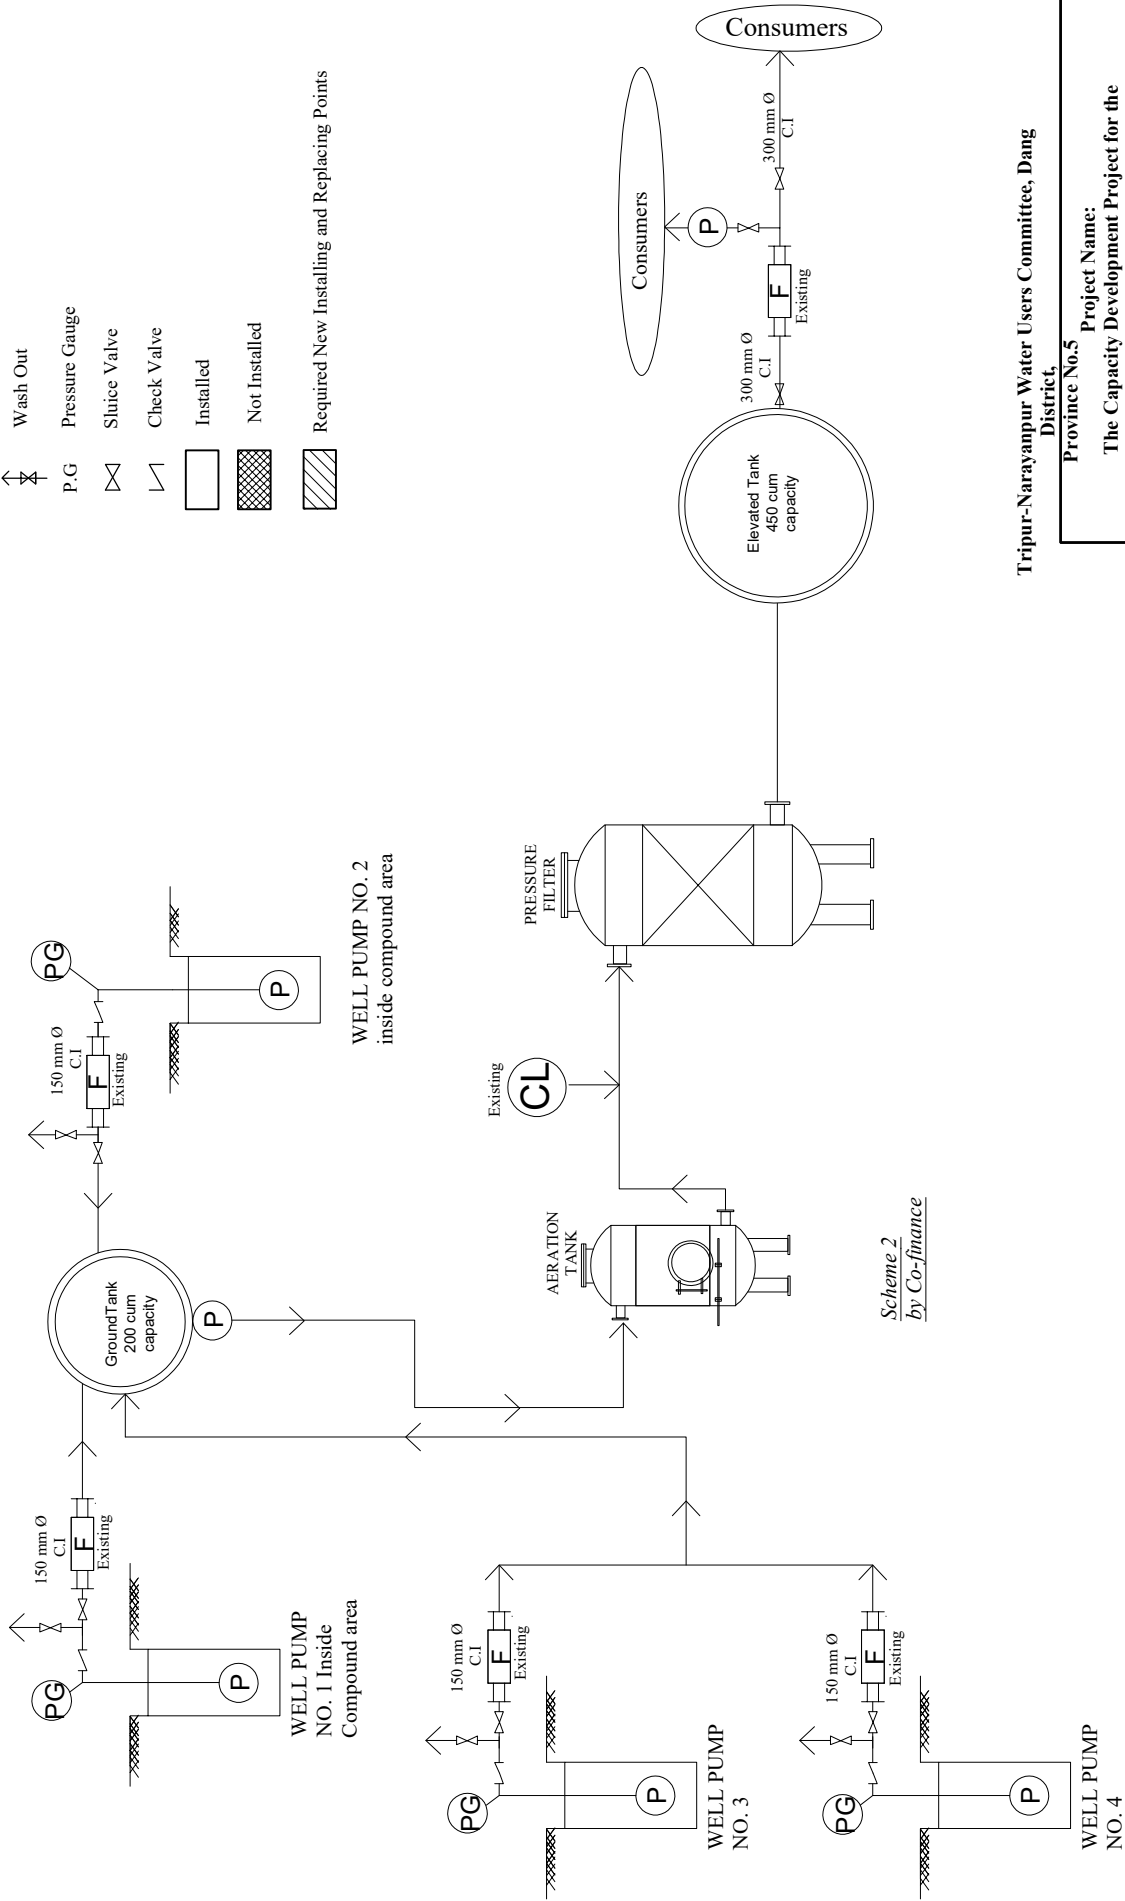 Wash Out
P.G Pressure Gauge
Sluice Valve
Check Valve
Installed
Not Installed
Required New Installing and Replacing Points
PG
150 mm Ø
C.I
F
Existing
P
WELL PUMP
NO. 1 Inside
Compound area
GroundTank
200 cum
capacity
P
150 mm Ø
C.I
F
Existing
PG
P
WELL PUMP NO. 2
inside compound area
PG
150 mm Ø
C.I
F
Existing
P
WELL PUMP
NO. 3
PG
150 mm Ø
C.I
F
Existing
P
WELL PUMP
NO. 4
AERATION
TANK
Existing
CL
PRESSURE
FILTER
Scheme 2
by Co-finance
Elevated Tank
450 cum
capacity
300 mm Ø
C.I
F
Existing
P
Consumers
300 mm Ø
C.I
Consumers
Tripur-Narayanpur Water Users Committee, Dang
District,
Province No.5
Project Name:
The Capacity Development Project for the